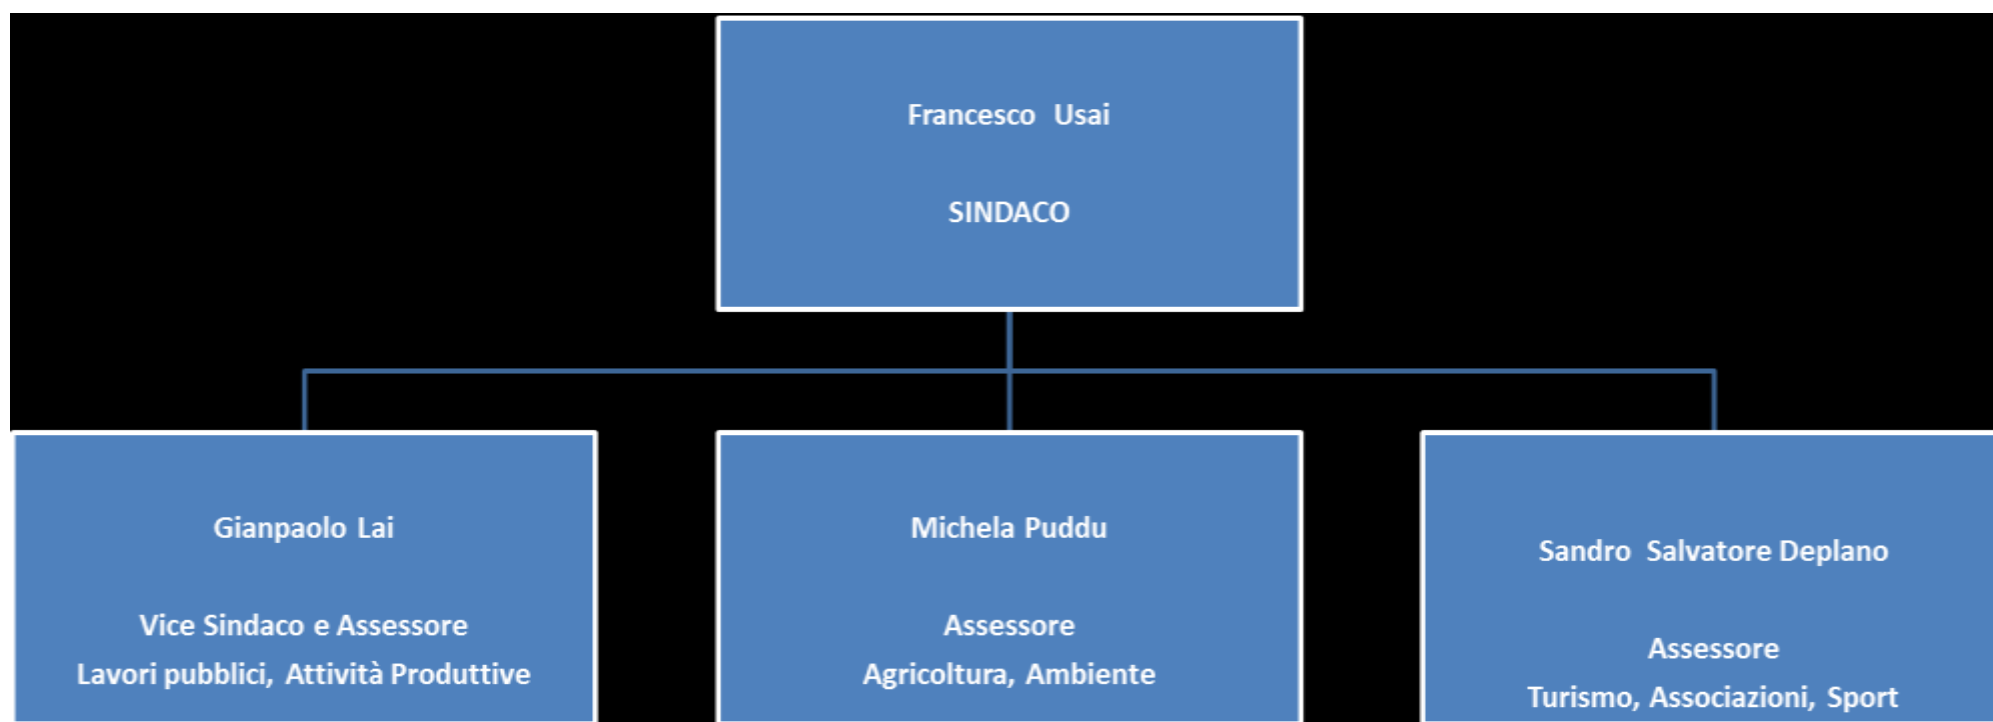 Francesco Usai
SINDACO
Gianpaolo Lai
Vice Sindaco e Assessore
Lavori pubblici, Attività Produttive
Michela Puddu
Assessore
Agricoltura, Ambiente
Sandro Salvatore Deplano
Assessore
Turismo, Associazioni, Sport